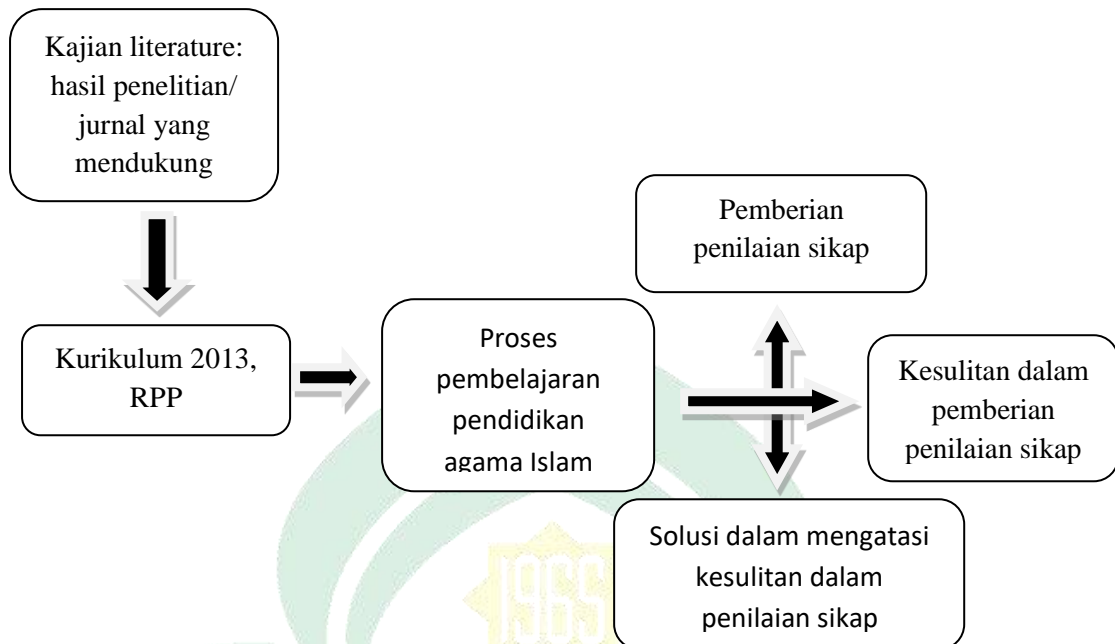 Kajian literature:
hasil penelitian/
jurnal yang
mendukung
Kurikulum 2013,
RPP
Proses
pembelajaran
pendidikan
agama Islam
Pemberian
penilaian sikap
Kesulitan dalam
pemberian
penilaian sikap
Solusi dalam mengatasi
kesulitan dalam
penilaian sikap
1965